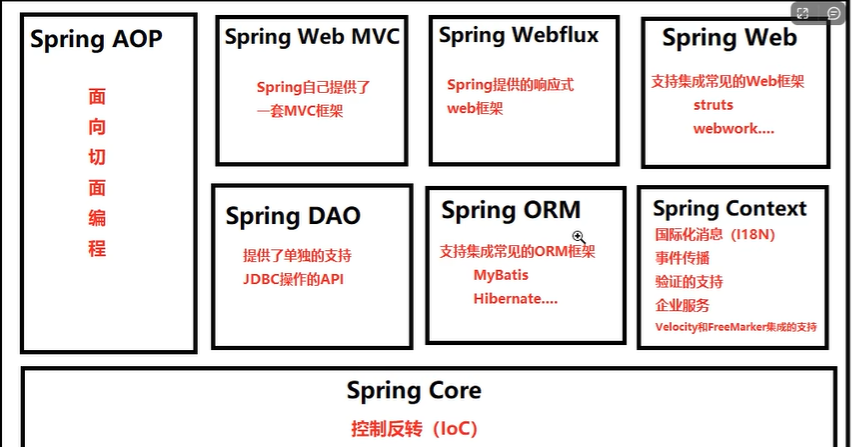 Spring AOP
面
向
切
面
编
程
Spring Web MVC
Spring自己提供了
一套MVC框架
Spring Webflux
Spring提供的响应式
web框架
Spring Web
支持集成常见的Web框架
struts
webwork....
Spring DAO
提供了单独的支持
JDBC操作的API
Spring ORM
支持集成常见的ORM框架
MyBatis
Hibernate....
Spring Context
国际化消息（I18N）
事件传播
验证的支持
企业服务
Velocity和FreeMarker集成的支持
Spring Core
控制反转（IoC）